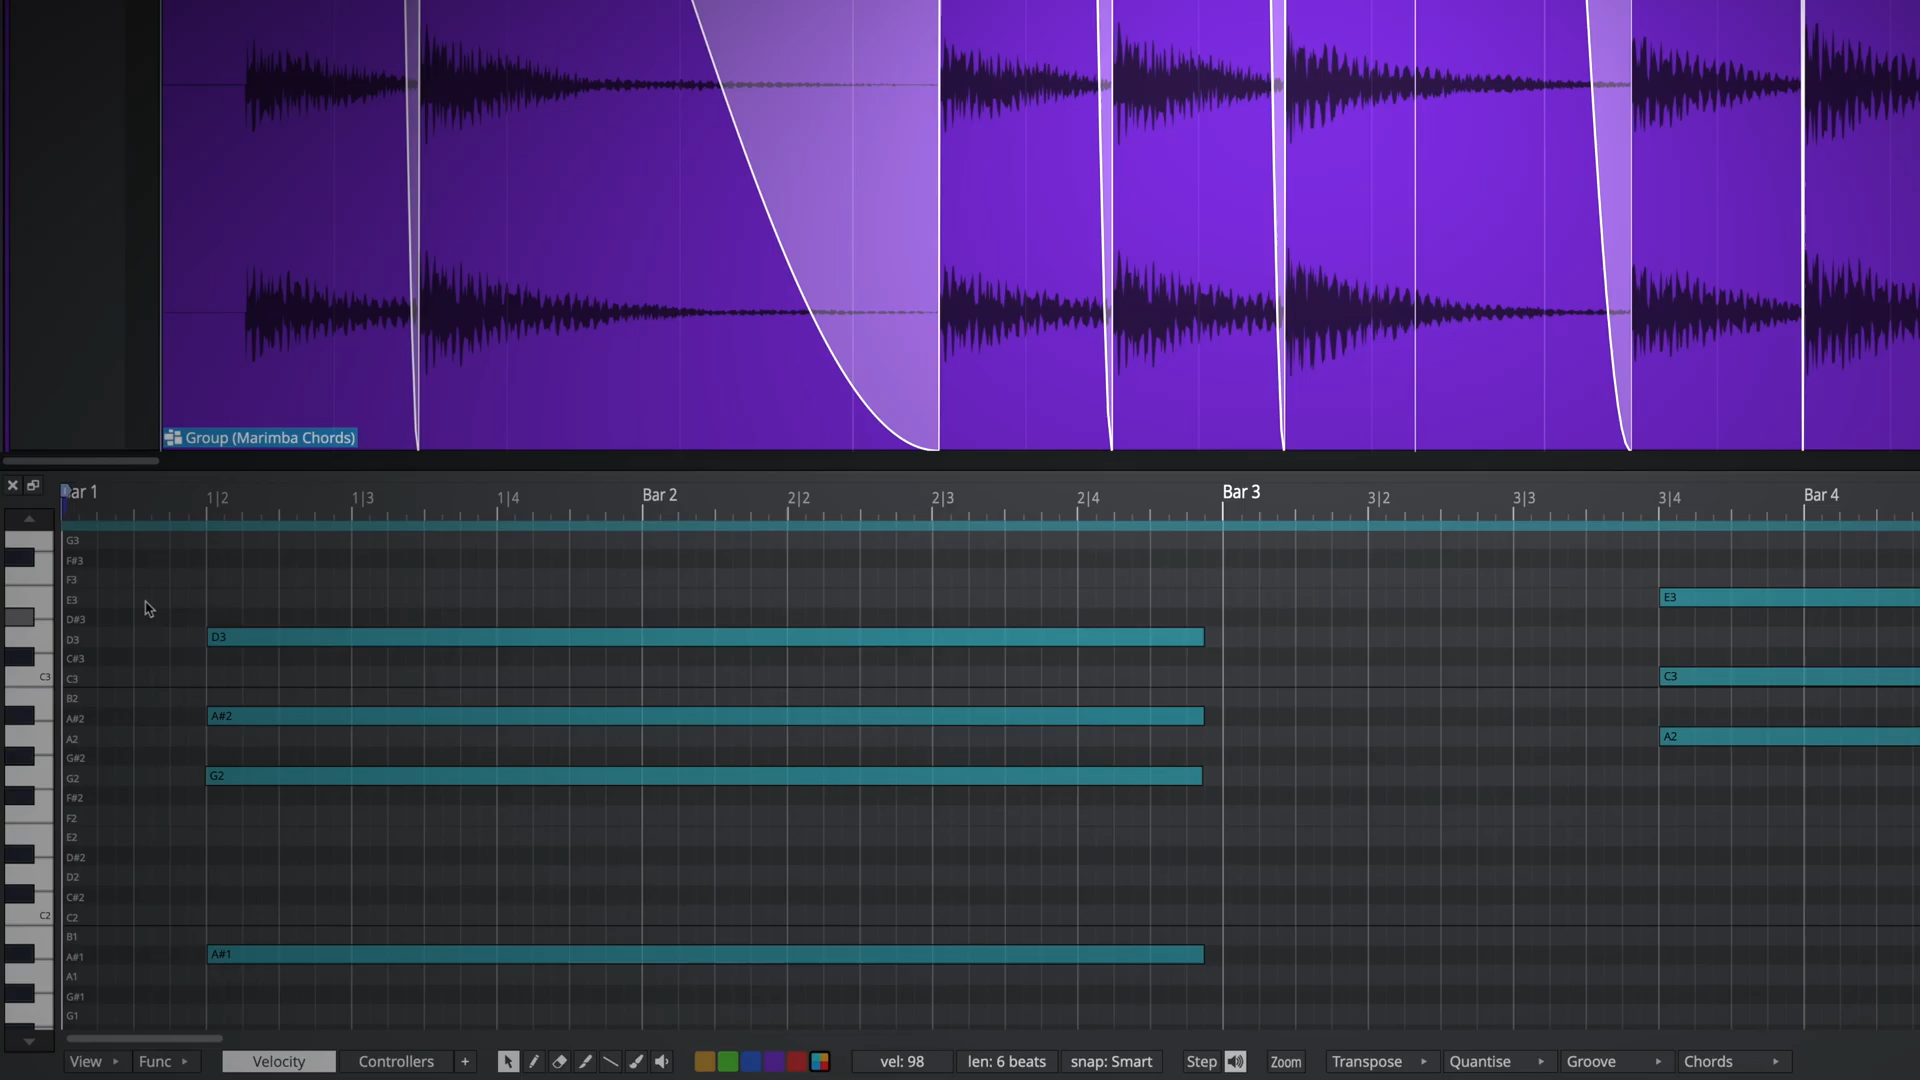 Group (Marimba Chords)
ar 1
1|2
1|3
1|4
Bar 2
2|2
2|3
2|4
Bar 3
3|2
3|3
3|4
Bar 4
G3
F#3
F3
E3
E3
D#3
D3
D3
C#3
C3
C3
C3
B2
A#2
A#2
A2
A2
G#2
G2
G2
F#2
F2
E2
D#2
D2
C#2
C2
C2
B1
A#1
A#1
A1
G#1
G1
View Func Velocity Controllers + vel: 98 len: 6 beats snap: Smart Step Zoom Transpose Quantise Groove Chords